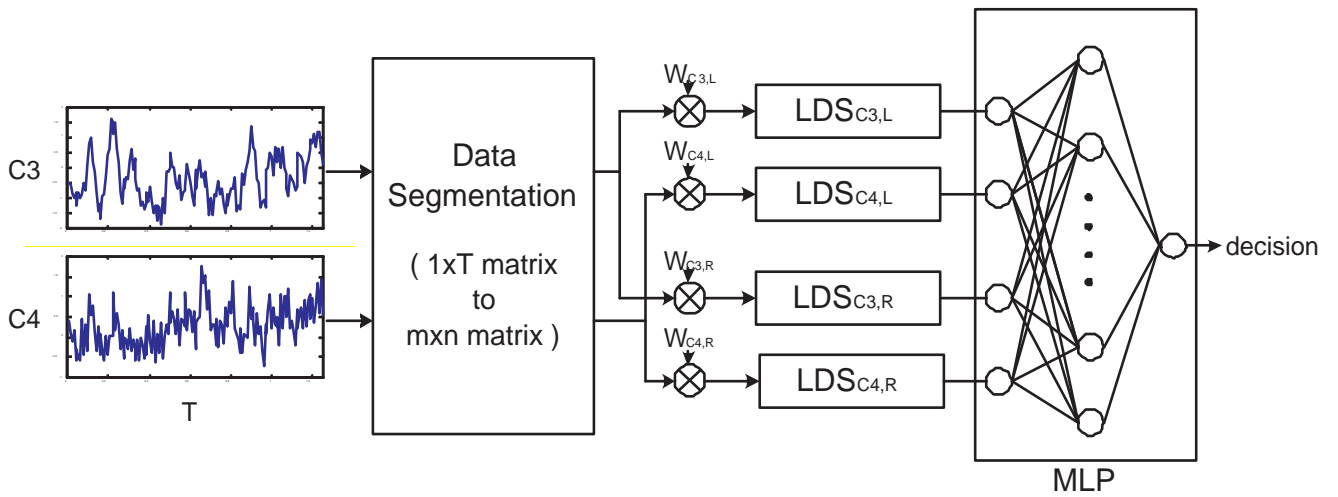 C3
C4
T
Data
Segmentation
( 1xT matrix
to
mxn matrix )
WC3,L
LDSC3,L
WC4,L
LDSC4,L
WC3,R
LDSC3,R
WC4,R
LDSC4,R
decision
MLP